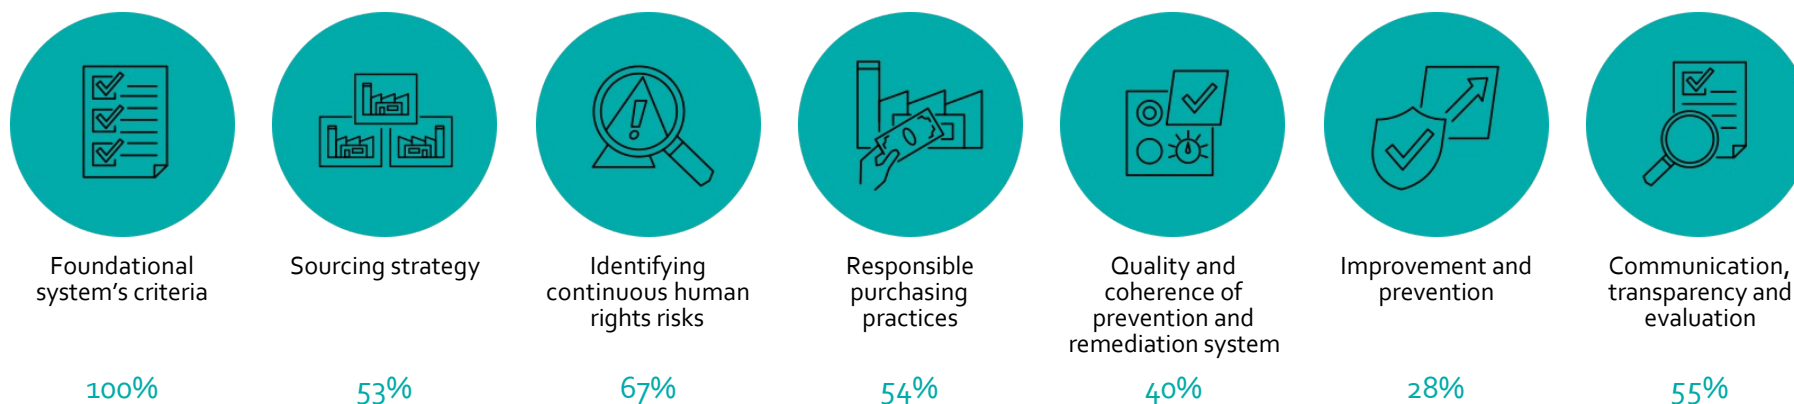 Foundational
system's criteria
100%
Sourcing strategy
53%
Identifying
continuous human
rights risks
67%
Responsible
purchasing
practices
54%
Quality and
coherence of
prevention and
remediation system
40%
Improvement and
prevention
28%
Communication,
transparency and
evaluation
55%